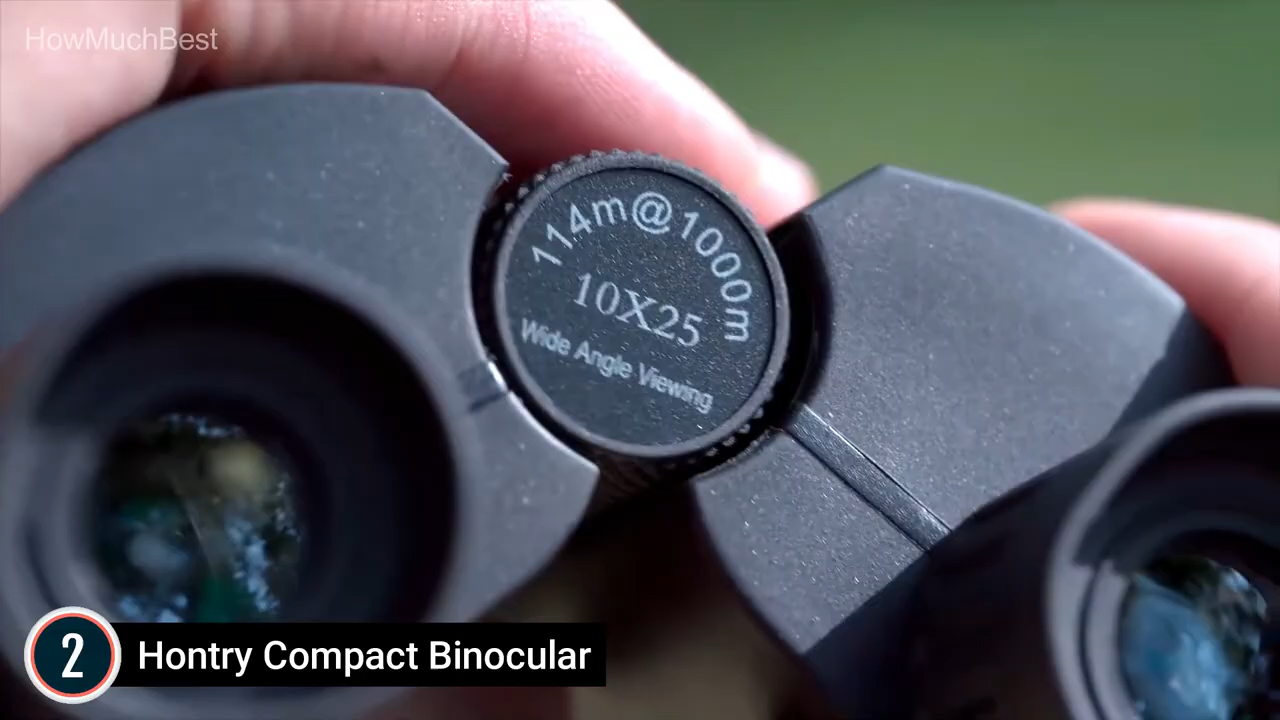 HowMuchBest
114m@1000m
10X25
Wide Angle Viewing
2 Hontry Compact Binocular